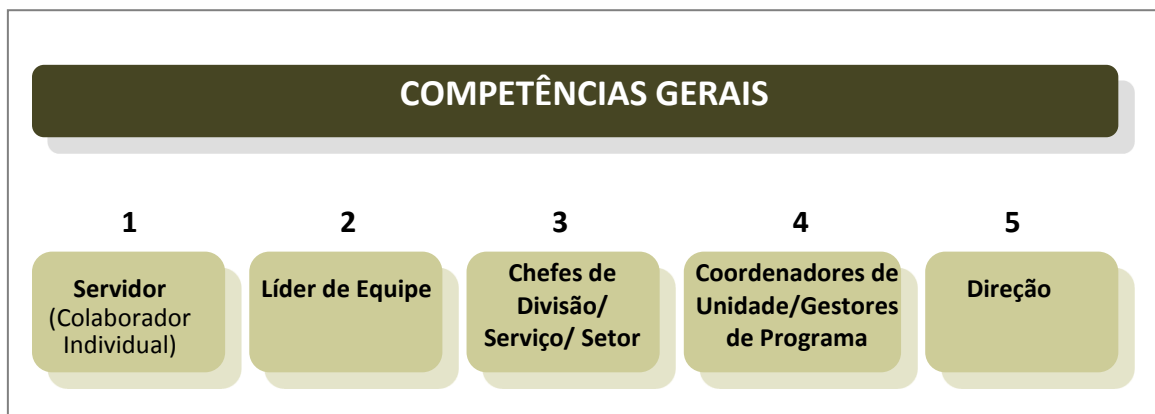 COMPETÊNCIAS GERAIS
1
2
3
4
5
Servidor
(Colaborador
Individual)
Líder de Equipe
Chefes de
Divisão/
Serviço/ Setor
Coordenadores de
Unidade/Gestores
de Programa
Direção